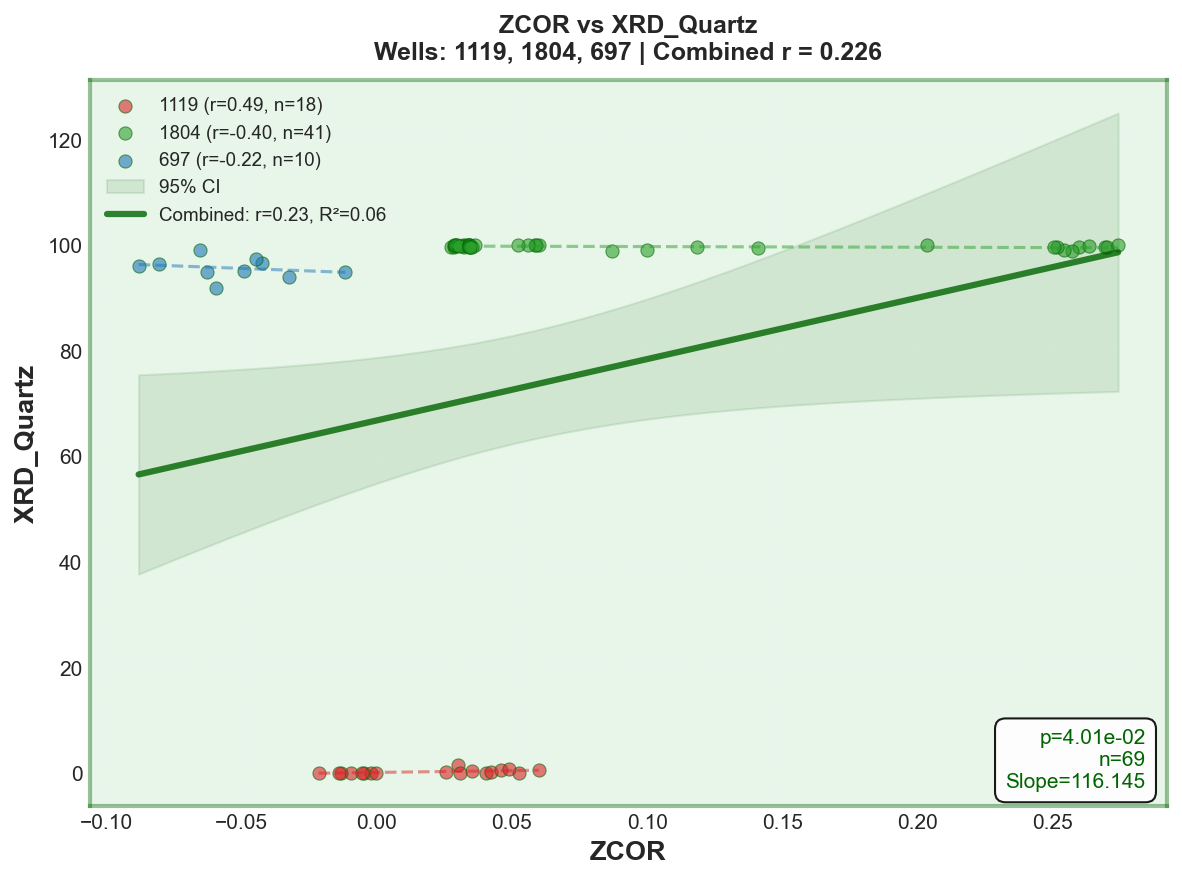 ZCOR vs XRD_Quartz
Wells: 1119, 1804, 697 | Combined r = 0.226
1119 (r=0.49, n=18)
1804 (r=-0.40, n=41)
697 (r=-0.22, n=10)
95% CI
Combined: r=0.23, R²=0.06
XRD_Quartz
120
100
80
60
40
20
0
p=4.01e-02
n=69
Slope=116.145
−0.10 −0.05 0.00 0.05 0.10 0.15 0.20 0.25
ZCOR